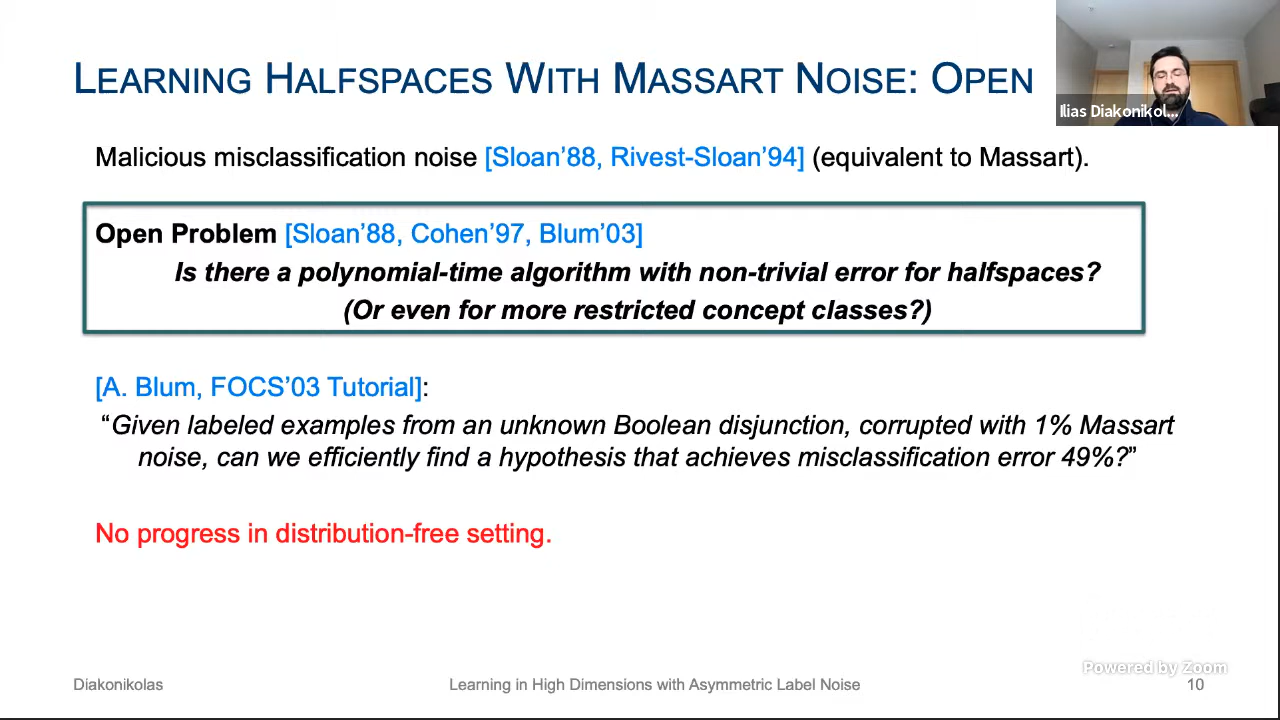 LEARNING HALFSPACES WITH MASSART NOISE: OPEN
Ilias Diakonikol...
Malicious misclassification noise [Sloan’88, Rivest-Sloan’94] (equivalent to Massart).
Open Problem [Sloan’88, Cohen’97, Blum’03]
Is there a polynomial-time algorithm with non-trivial error for halfspaces?
(Or even for more restricted concept classes?)
[A. Blum, FOCS’03 Tutorial]:
“Given labeled examples from an unknown Boolean disjunction, corrupted with 1% Massart
noise, can we efficiently find a hypothesis that achieves misclassification error 49%?”
No progress in distribution-free setting.
Powered by Zoom
Diakonikolas
Learning in High Dimensions with Asymmetric Label Noise
10